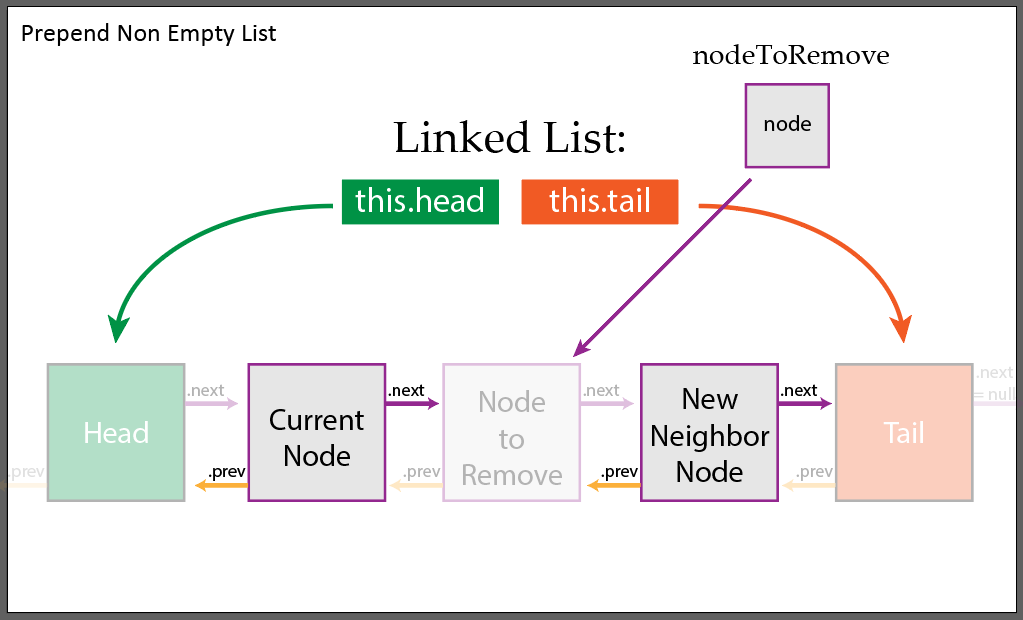 Prepend Non Empty List
nodeToRemove
node
Linked List:
this.head
this.tail
Head
.next
.prev
.prev
Current
Node
.next
.prev
Node
to
Remove
.next
.prev
New
Neighbor
Node
.next
.prev
Tail
.next
= null